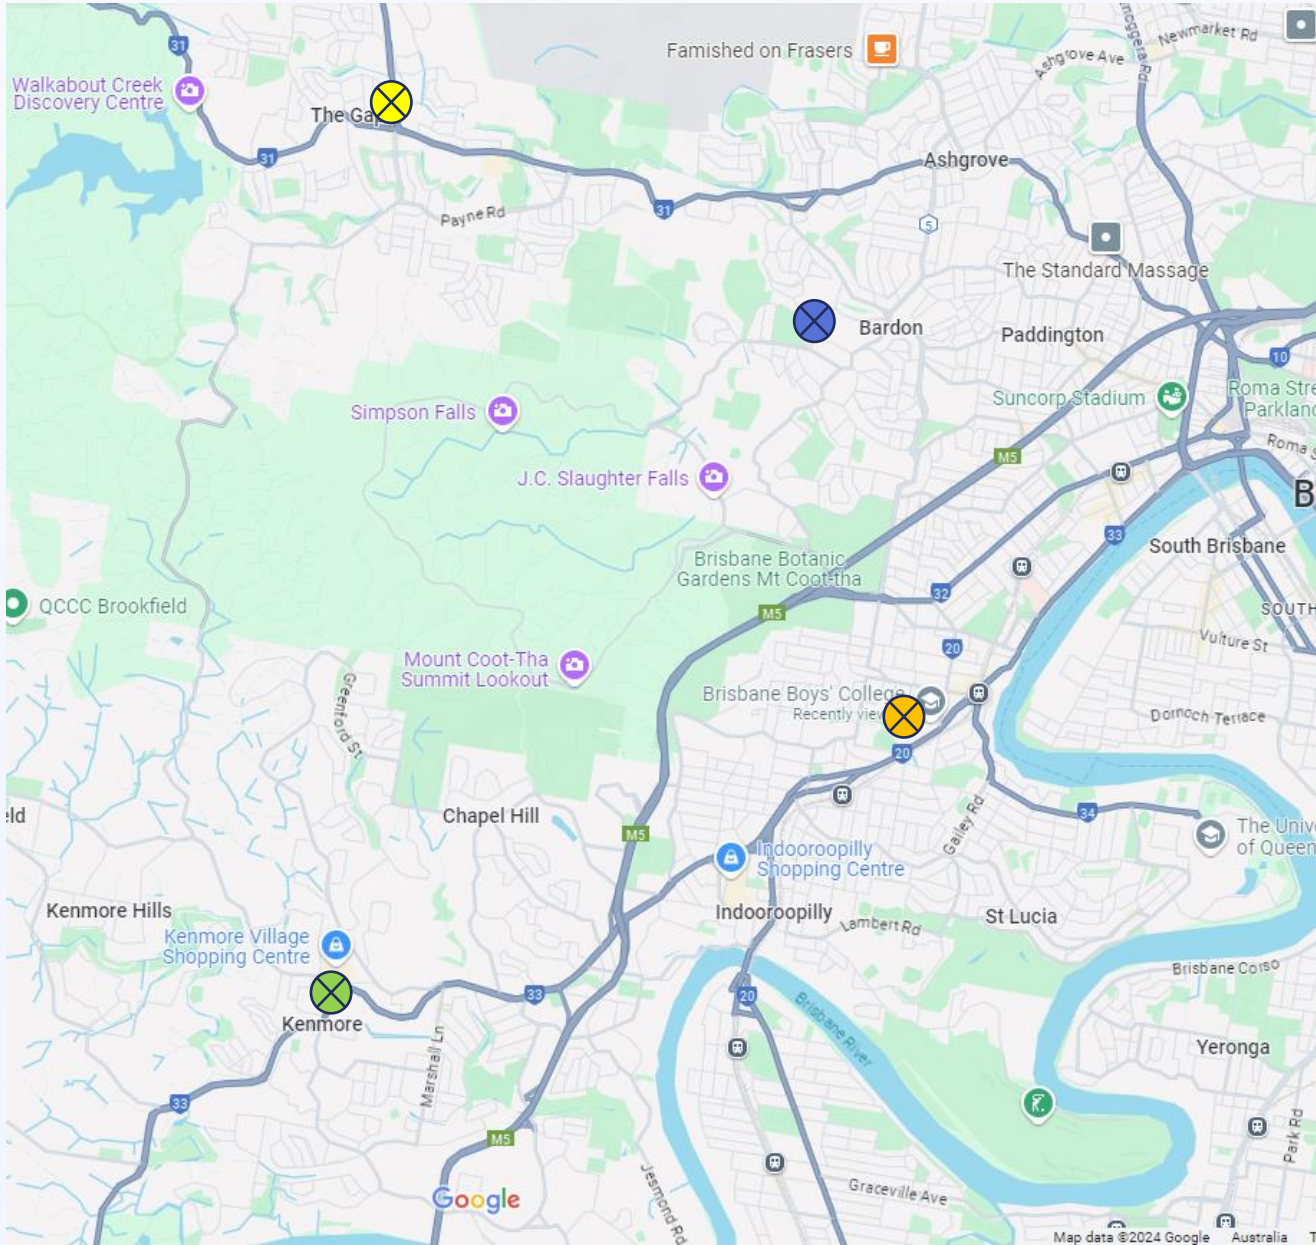 31
Walkabout Creek
Discovery Centre
The Ga
31
Famished on Frasers
Newmarket Rd
Ashgrove Ave
Ashgrove
Payne Rd
31
5
The Standard Massage
Bardon
Paddington
10
Simpson Falls
Suncorp Stadium
Roma Stre
Parklan
Roma S
J.C. Slaughter Falls
M5
B
33
South Brisbane
Brisbane Botanic
Gardens Mt Coot-tha
32
M5
QCCC Brookfield
SOUTH
Vulture St
20
Mount Coot-Tha
Summit Lookout
Greenford St
Brisbane Boys' College
Recently view
Dornoch Terrace
20
Chapel Hill
ld
M5
Gailey Rd
34
The Unive
of Queen
Indooroopilly
Shopping Centre
Kenmore Hills
Indooroopilly
Lambert Rd
St Lucia
Kenmore Village
Shopping Centre
Brisbane Corso
33
20
Brisbane River
Kenmore
Marshall Ln
Yeronga
33
M5
Park Rd
Jesmond Rd
Google
Graceville Ave
Map data ©2024 Google Australia